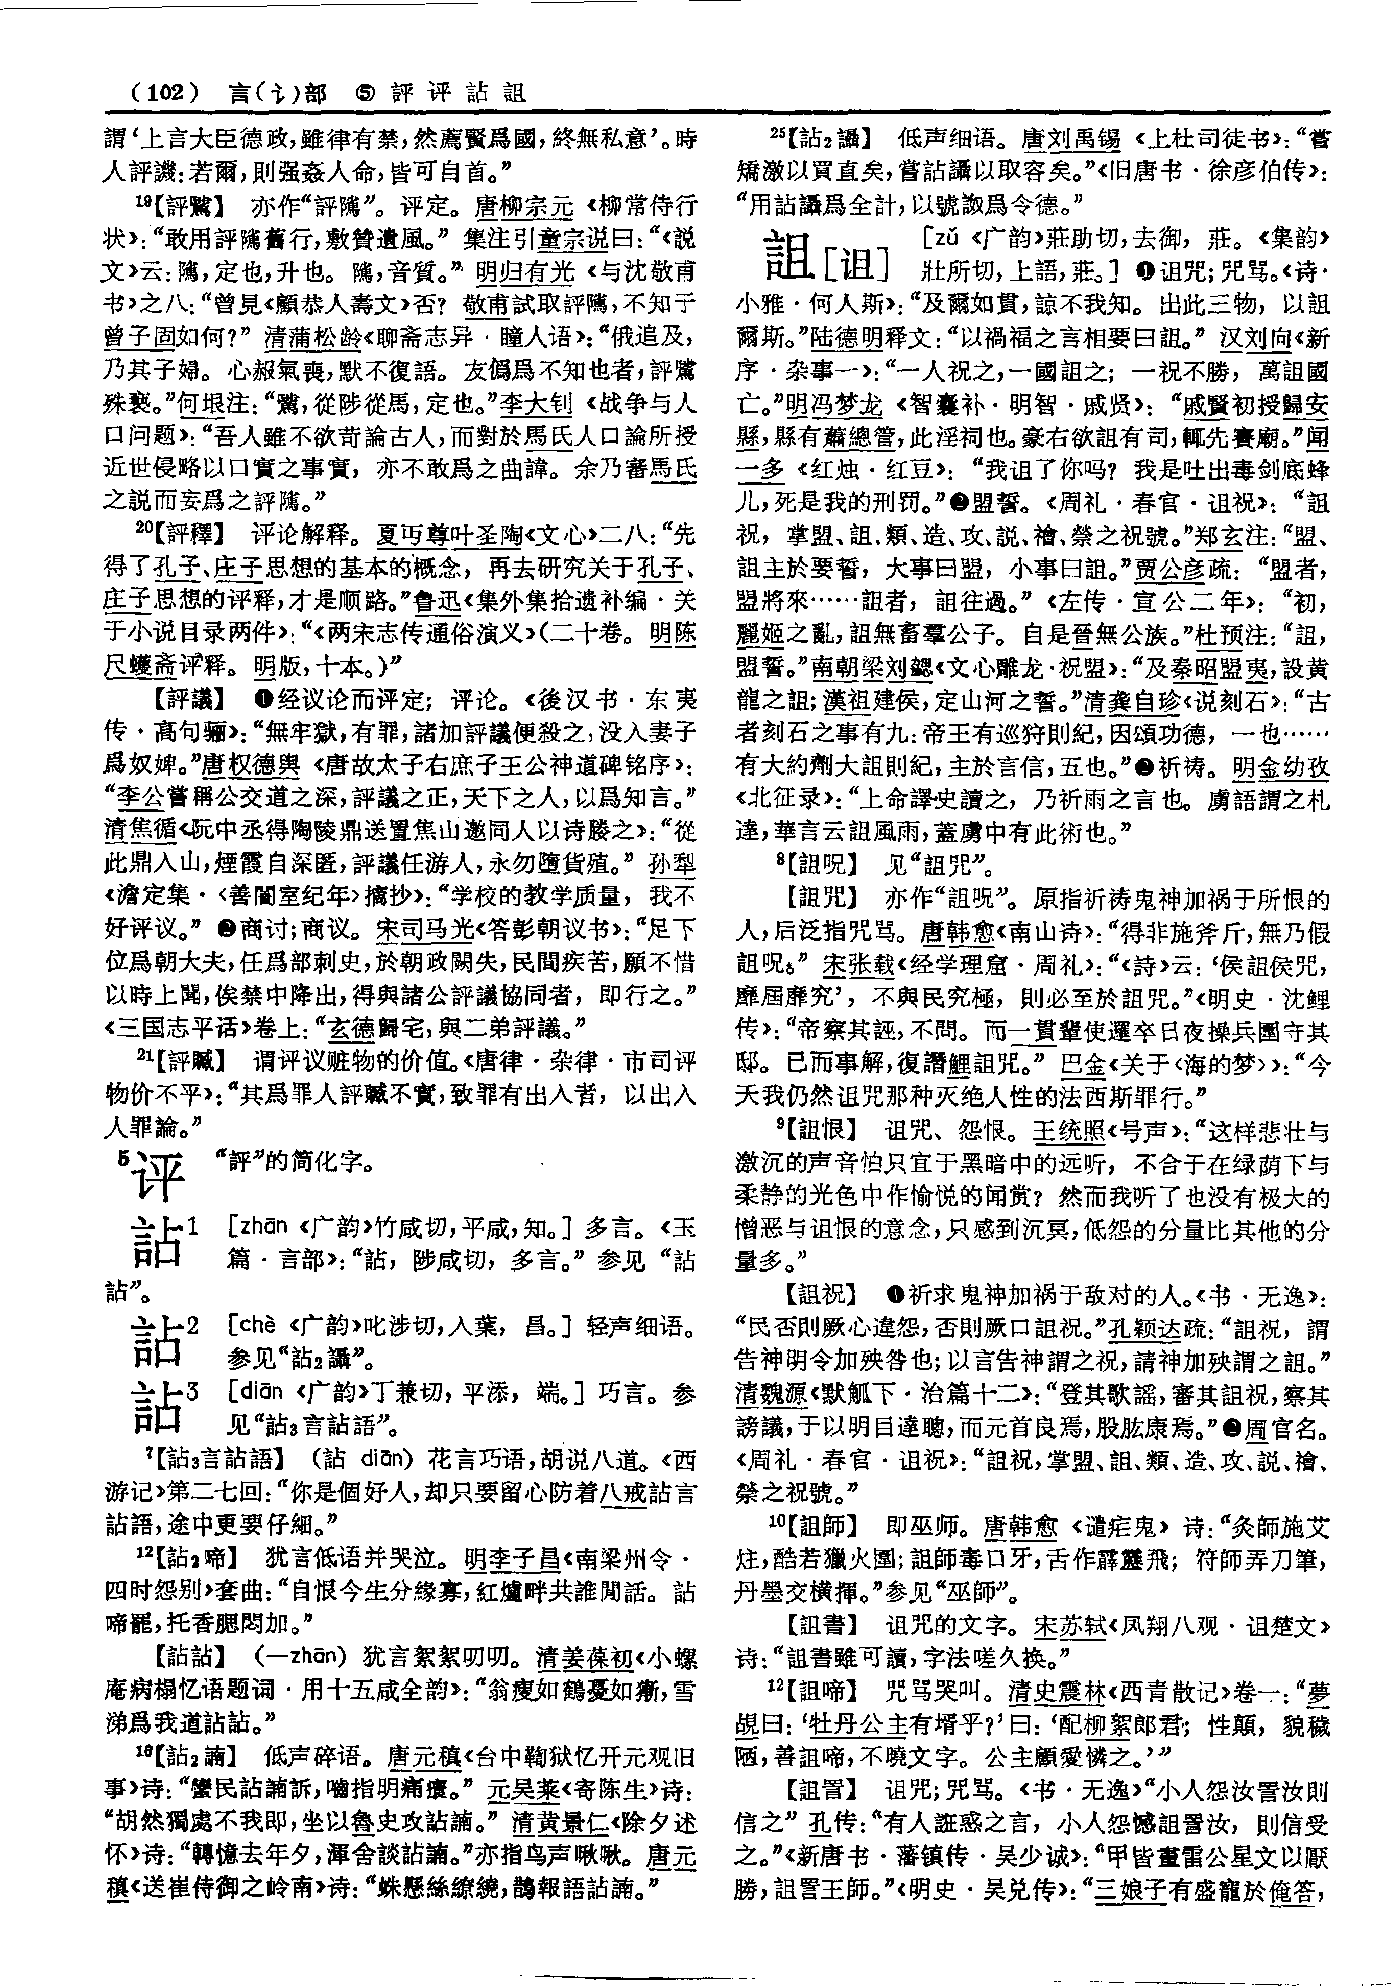 (102) 言(讠)部 ⑤ 評 评 詀 詛
謂‘上言大臣德政，雖律有禁，然薦賢爲國，終無私意’。時
人評譏：若爾，則强姦人命，皆可自首。”
19【評騭】 亦作“評隲”。评定。唐柳宗元《柳常侍行
状》：“敢用評隲舊行，敷贊遺風。” 集注引童宗说曰：“《説
文》云：隲，定也，升也。隲，音質。” 明归有光《与沈敬甫
书》之八：“曾見《顧恭人壽文》否？敬甫試取評隲，不知于
曾子固如何？” 清蒲松龄《聊斋志异·瞳人语》：“俄追及，
乃其子婦。心赧氣喪，默不復語。友僞爲不知也者，評騭
殊褻。”何垠注：“騭，從陟從馬，定也。”李大钊《战争与人
口问题》：“吾人雖不欲苛論古人，而對於馬氏人口論所授
近世侵略以口實之事實，亦不敢爲之曲諱。余乃審馬氏
之説而妄爲之評隲。”
20【評釋】 评论解释。夏丏尊叶圣陶《文心》二八：“先
得了孔子、庄子思想的基本的概念，再去研究关于孔子、
庄子思想的评释，才是顺路。”鲁迅《集外集拾遗补编·关
于小说目录两件》：“《两宋志传通俗演义》（二十卷。明陈
尺蠖斋评释。明版，十本。）”
【評議】 ❶经议论而评定；评论。《後汉书·东夷
传·高句骊》：“無牢獄，有罪，諸加評議便殺之，没入妻子
爲奴婢。”唐权德舆《唐故太子右庶子王公神道碑铭序》：
“李公嘗稱公交道之深，評議之正，天下之人，以爲知言。”
清焦循《阮中丞得陶陵鼎送置焦山邀同人以诗媵之》：“從
此鼎入山，煙霞自深匿，評議任游人，永勿墮貨殖。” 孙犁
《澹定集·〈善闇室纪年〉摘抄》：“学校的教学质量，我不
好评议。” ❷商讨；商议。宋司马光《答彭朝议书》：“足下
位爲朝大夫，任爲部刺史，於朝政闕失，民間疾苦，願不惜
以時上聞，俟禁中降出，得與諸公評議協同者，即行之。”
《三国志平话》卷上：“玄德歸宅，與二弟評議。”
21【評贓】 谓评议赃物的价值。《唐律·杂律·市司评
物价不平》：“其爲罪人評贓不實，致罪有出入者，以出入
人罪論。”
5评 “評”的简化字。
詀1 ［zhān《广韵》竹咸切，平咸，知。］多言。《玉
篇·言部》：“詀，陟咸切，多言。” 参见“詀
詀”。
詀2 ［chè《广韵》叱涉切，入葉，昌。］轻声细语。
参见“詀2讘”。
詀3 ［diān《广韵》丁兼切，平添，端。］巧言。参
见“詀3言詀語”。
7【詀3言詀語】（詀 diān）花言巧语，胡说八道。《西
游记》第二七回：“你是個好人，却只要留心防着八戒詀言
詀語，途中更要仔細。”
12【詀2啼】 犹言低语并哭泣。明李子昌《南梁州令·
四时怨别》套曲：“自恨今生分緣寡，紅爐畔共誰閒話。詀
啼罷，托香腮悶加。”
【詀詀】（—zhān）犹言絮絮叨叨。清姜葆初《小螺
庵病榻忆语题词·用十五咸全韵》：“翁瘦如鶴憂如獑，雪
涕爲我道詀詀。”
16【詀2諵】 低声碎语。唐元稹《台中鞫狱忆开元观旧
事》诗：“蠻民詀諵訴，嚙指明痛瘝。” 元吴莱《寄陈生》诗：
“胡然獨處不我即，坐以魯史攻詀諵。” 清黄景仁《除夕述
怀》诗：“轉憶去年夕，渾舍談詀諵。”亦指鸟声啾啾。唐元
稹《送崔侍御之岭南》诗：“蛛懸絲繚繞，鵲報語詀諵。”
25【詀2讘】 低声细语。唐刘禹锡《上杜司徒书》：“嘗
矯激以買直矣，嘗詀讘以取容矣。”《旧唐书·徐彦伯传》：
“用詀讘爲全計，以號詉爲令德。”
詛［诅］ ［zǔ《广韵》莊助切，去御，莊。《集韵》
壯所切，上語，莊。］❶诅咒；咒骂。《诗·
小雅·何人斯》：“及爾如貫，諒不我知。出此三物，以詛
爾斯。”陆德明释文：“以禍福之言相要曰詛。” 汉刘向《新
序·杂事一》：“一人祝之，一國詛之；一祝不勝，萬詛國
亡。”明冯梦龙《智囊补·明智·戚贤》：“戚賢初授歸安
縣，縣有蕭總管，此淫祠也。豪右欲詛有司，輒先賽廟。”闻
一多《红烛·红豆》：“我诅了你吗？我是吐出毒剑底蜂
儿，死是我的刑罚。”❷盟誓。《周礼·春官·诅祝》：“詛
祝，掌盟、詛、類、造、攻、説、禬、禜之祝號。”郑玄注：“盟、
詛主於要誓，大事曰盟，小事曰詛。”贾公彦疏：“盟者，
盟將來……詛者，詛往過。”《左传·宣公二年》：“初，
麗姬之亂，詛無畜羣公子。自是晉無公族。”杜预注：“詛，
盟誓。”南朝梁刘勰《文心雕龙·祝盟》：“及秦昭盟夷，設黄
龍之詛；漢祖建侯，定山河之誓。”清龚自珍《说刻石》：“古
者刻石之事有九：帝王有巡狩則紀，因頌功德，一也……
有大約劑大詛則紀，主於言信，五也。”❸祈祷。明金幼孜
《北征录》：“上命譯史讀之，乃祈雨之言也。虜語謂之札
達，華言云詛風雨，蓋虜中有此術也。”
8【詛呪】 见“詛咒”。
【詛咒】 亦作“詛呪”。原指祈祷鬼神加祸于所恨的
人，后泛指咒骂。唐韩愈《南山诗》：“得非施斧斤，無乃假
詛呪。” 宋张载《经学理窟·周礼》：“《詩》云：‘侯詛侯咒，
靡屆靡究’，不與民究極，則必至於詛咒。”《明史·沈鲤
传》：“帝察其誣，不問。而一貫輩使邏卒日夜操兵圍守其
邸。已而事解，復譖鯉詛咒。” 巴金《关于〈海的梦〉》：“今
天我仍然诅咒那种灭绝人性的法西斯罪行。”
9【詛恨】 诅咒、怨恨。王统照《号声》：“这样悲壮与
激沉的声音怕只宜于黑暗中的远听，不合于在绿荫下与
柔静的光色中作愉悦的闻赏？然而我听了也没有极大的
憎恶与诅恨的意念，只感到沉冥，低怨的分量比其他的分
量多。”
【詛祝】 ❶祈求鬼神加祸于敌对的人。《书·无逸》：
“民否則厥心違怨，否則厥口詛祝。”孔颖达疏：“詛祝，謂
告神明令加殃咎也；以言告神謂之祝，請神加殃謂之詛。”
清魏源《默觚下·治篇十二》：“登其歌謡，審其詛祝，察其
謗議，于以明目達聰，而元首良焉，股肱康焉。”❷周官名。
《周礼·春官·诅祝》：“詛祝，掌盟、詛、類、造、攻、説、禬、
禜之祝號。”
10【詛師】 即巫师。唐韩愈《谴疟鬼》诗：“灸師施艾
炷，酷若獵火圍；詛師毒口牙，舌作霹靂飛；符師弄刀筆，
丹墨交横揮。”参见“巫師”。
【詛書】 诅咒的文字。宋苏轼《凤翔八观·诅楚文》
诗：“詛書雖可讀，字法嗟久换。”
12【詛啼】 咒骂哭叫。清史震林《西青散记》卷一：“夢
覘曰：‘牡丹公主有壻乎？’曰：‘配柳絮郎君；性顛，貌穢
陋，善詛啼，不曉文字。公主顧愛憐之。’”
【詛詈】 诅咒；咒骂。《书·无逸》“小人怨汝詈汝則
信之” 孔传：“有人誑惑之言，小人怨憾詛詈汝，則信受
之。”《新唐书·藩镇传·吴少诚》：“甲皆畫雷公星文以厭
勝，詛詈王師。”《明史·吴兑传》：“三娘子有盛寵於俺答，